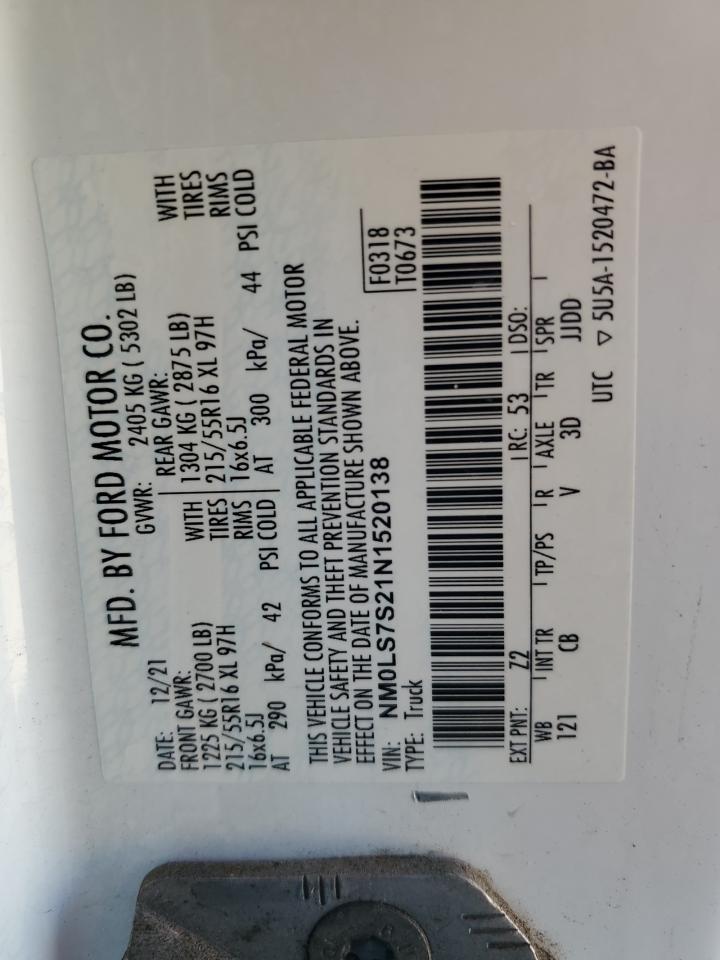 MFD. BY FORD MOTOR CO.
DATE: 12/21 GVWR: 2405 KG ( 5302 LB)
FRONT GAWR: REAR GAWR:
1225 KG ( 2700 LB) WITH 1304 KG ( 2875 LB) WITH
215/55R16 XL 97H TIRES 215/55R16 XL 97H TIRES
16x6.5J RIMS 16x6.5J RIMS
AT 290 kPa/ 42 PSI COLD AT 300 kPa/ 44 PSI COLD
THIS VEHICLE CONFORMS TO ALL APPLICABLE FEDERAL MOTOR
VEHICLE SAFETY AND THEFT PREVENTION STANDARDS IN
EFFECT ON THE DATE OF MANUFACTURE SHOWN ABOVE.
VIN: NM0LS7S21N1520138 F0318
TYPE: Truck T0673
EXT PNT: Z2 RC: 53 DSO:
WB INT TR TP/PS R AXLE TR SPR
121 CB V 3D JJDD
UTC ▽ 5U5A-1520472-BA